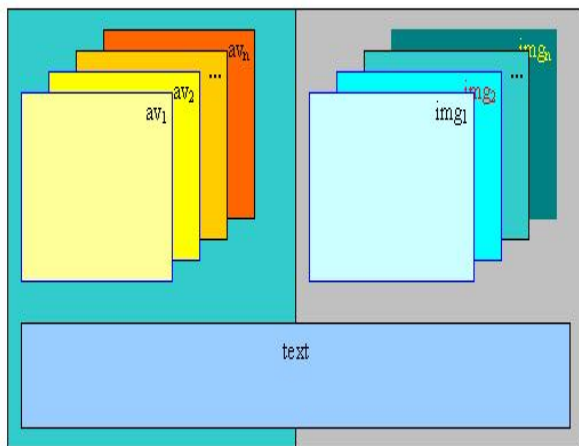 avₙ
...
av₂
av₁
imgₙ
...
img₂
img₁
text